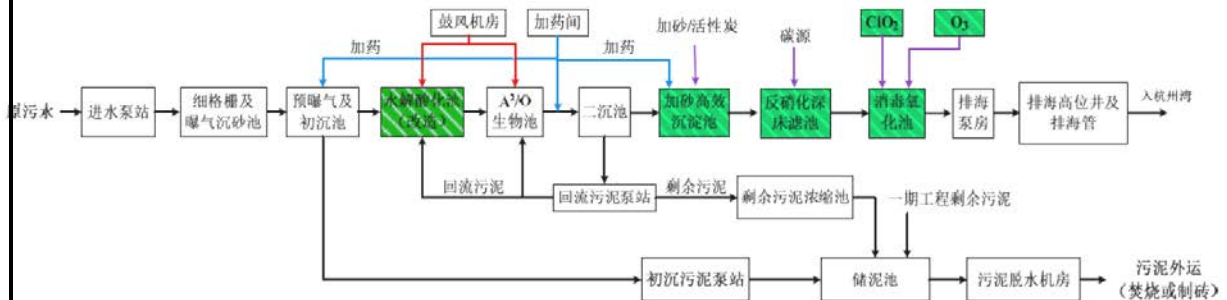 鼓风机房
加药间
加砂/活性炭
碳源
ClO₂
O₃
加药
加药
原污水
进水泵站
细格栅及
曝气沉砂池
预曝气及
初沉池
水解酸化池
(改造)
A²/O
生物池
二沉池
加砂高效
沉淀池
反硝化深
床滤池
消毒氧
化池
排海
泵房
排海高位井及
排海管
入杭州湾
回流污泥
回流污泥泵站
剩余污泥
剩余污泥浓缩池
一期工程剩余污泥
初沉污泥泵站
储泥池
污泥脱水机房
污泥外运
(焚烧或制砖)